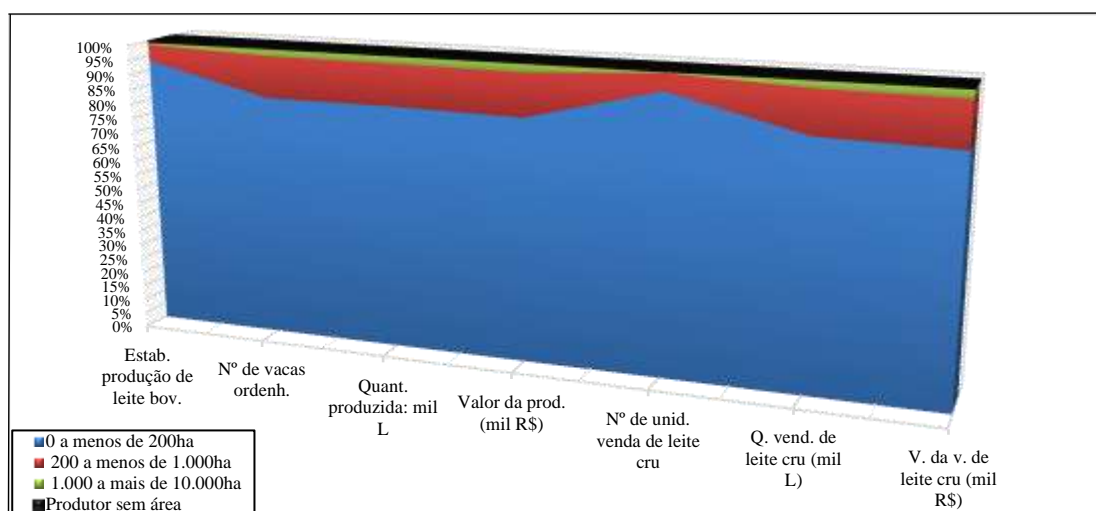 100%
95%
90%
85%
80%
75%
70%
65%
60%
55%
50%
45%
40%
35%
30%
25%
20%
15%
10%
5%
0%
Estab.
produção de
leite bov.
Nº de vacas
ordenh.
Quant.
produzida: mil
L
Valor da prod.
(mil R$)
Nº de unid.
venda de leite
cru
Q. vend. de
leite cru (mil
L)
V. da v. de
leite cru (mil
R$)
0 a menos de 200ha
200 a menos de 1.000ha
1.000 a mais de 10.000ha
Produtor sem área